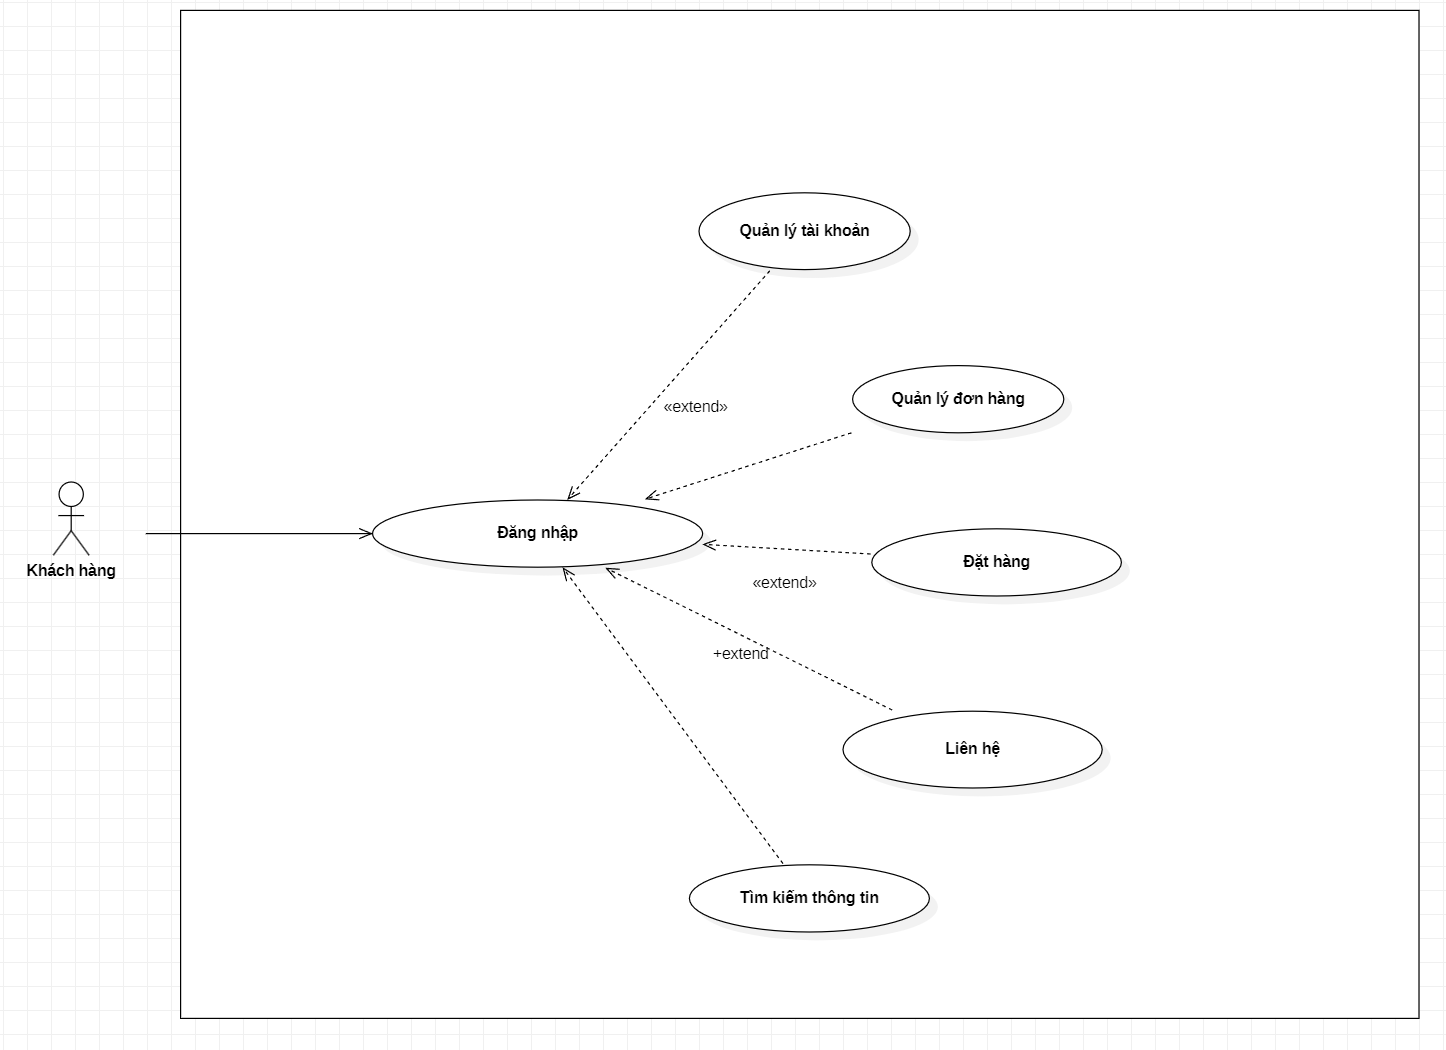 Quản lý tài khoản
Quản lý đơn hàng
«extend»
Khách hàng
Đăng nhập
Đặt hàng
«extend»
+extend
Liên hệ
Tìm kiếm thông tin